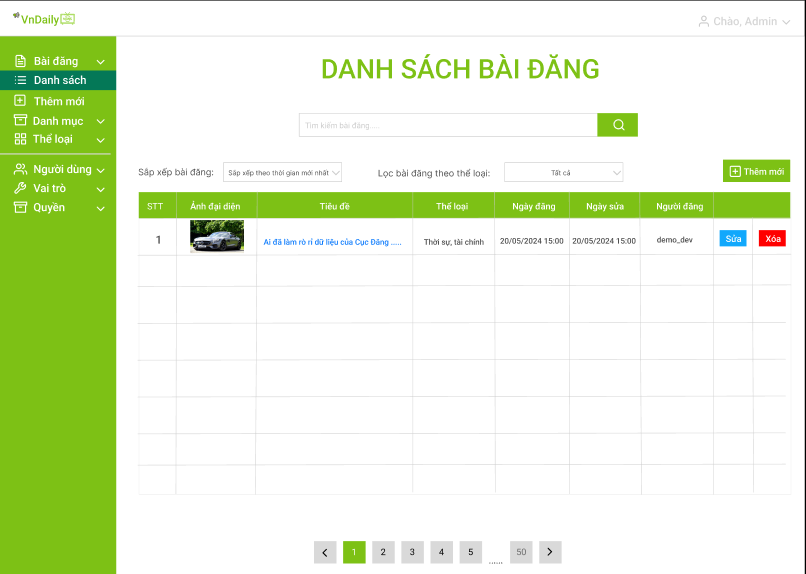 VnDaily
Chào, Admin
Bài đăng
Danh sách
Thêm mới
Danh mục
Thể loại
Người dùng
Vai trò
Quyền
DANH SÁCH BÀI ĐĂNG
Tìm kiếm bài đăng ....
Sắp xếp bài đăng:
Sắp xếp theo thời gian mới nhất
Lọc bài đăng theo thể loại:
Tất cả
Thêm mới
STT Ảnh đại diện Tiêu đề Thể loại Ngày đăng Ngày sửa Người đăng
1 Ai đã làm rò rỉ dữ liệu của Cục Đăng ..... Thời sự, tài chính 20/05/2024 15:00 20/05/2024 15:00 demo_dev Sửa Xóa
1 2 3 4 5 ...... 50